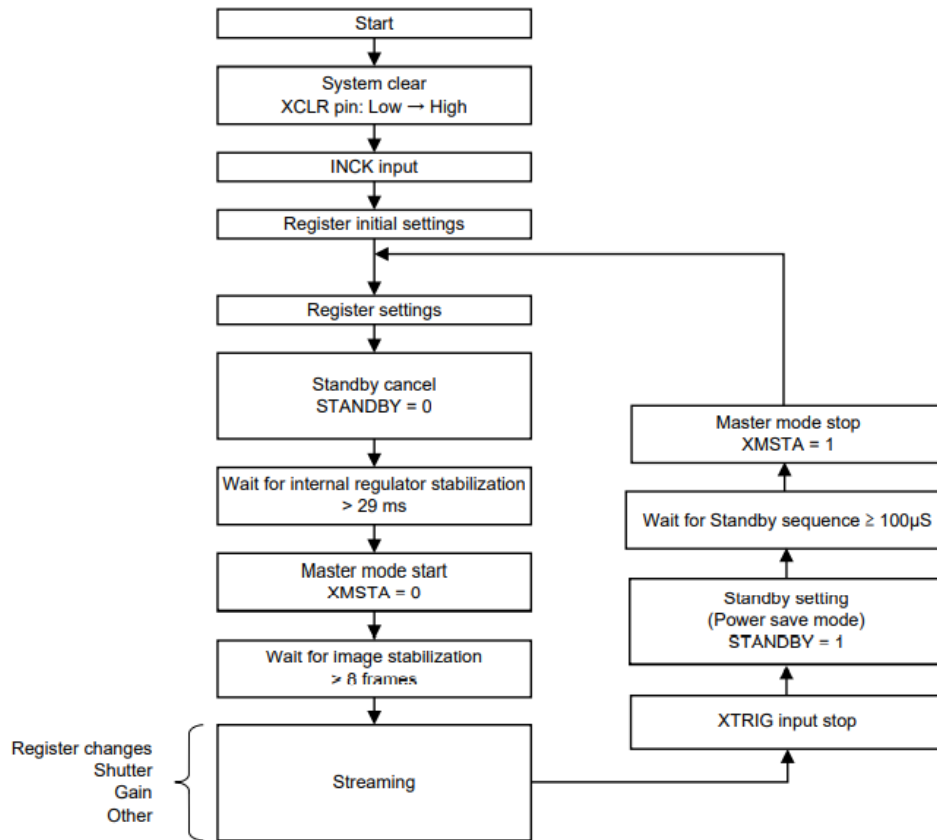 Start
System clear
XCLR pin: Low → High
INCK input
Register initial settings
Register settings
Standby cancel
STANDBY = 0
Wait for internal regulator stabilization
> 29 ms
Master mode start
XMSTA = 0
Wait for image stabilization
≥ 8 frames
Register changes
Shutter
Gain
Other
Streaming
Master mode stop
XMSTA = 1
Wait for Standby sequence ≥ 100μS
Standby setting
(Power save mode)
STANDBY = 1
XTRIG input stop